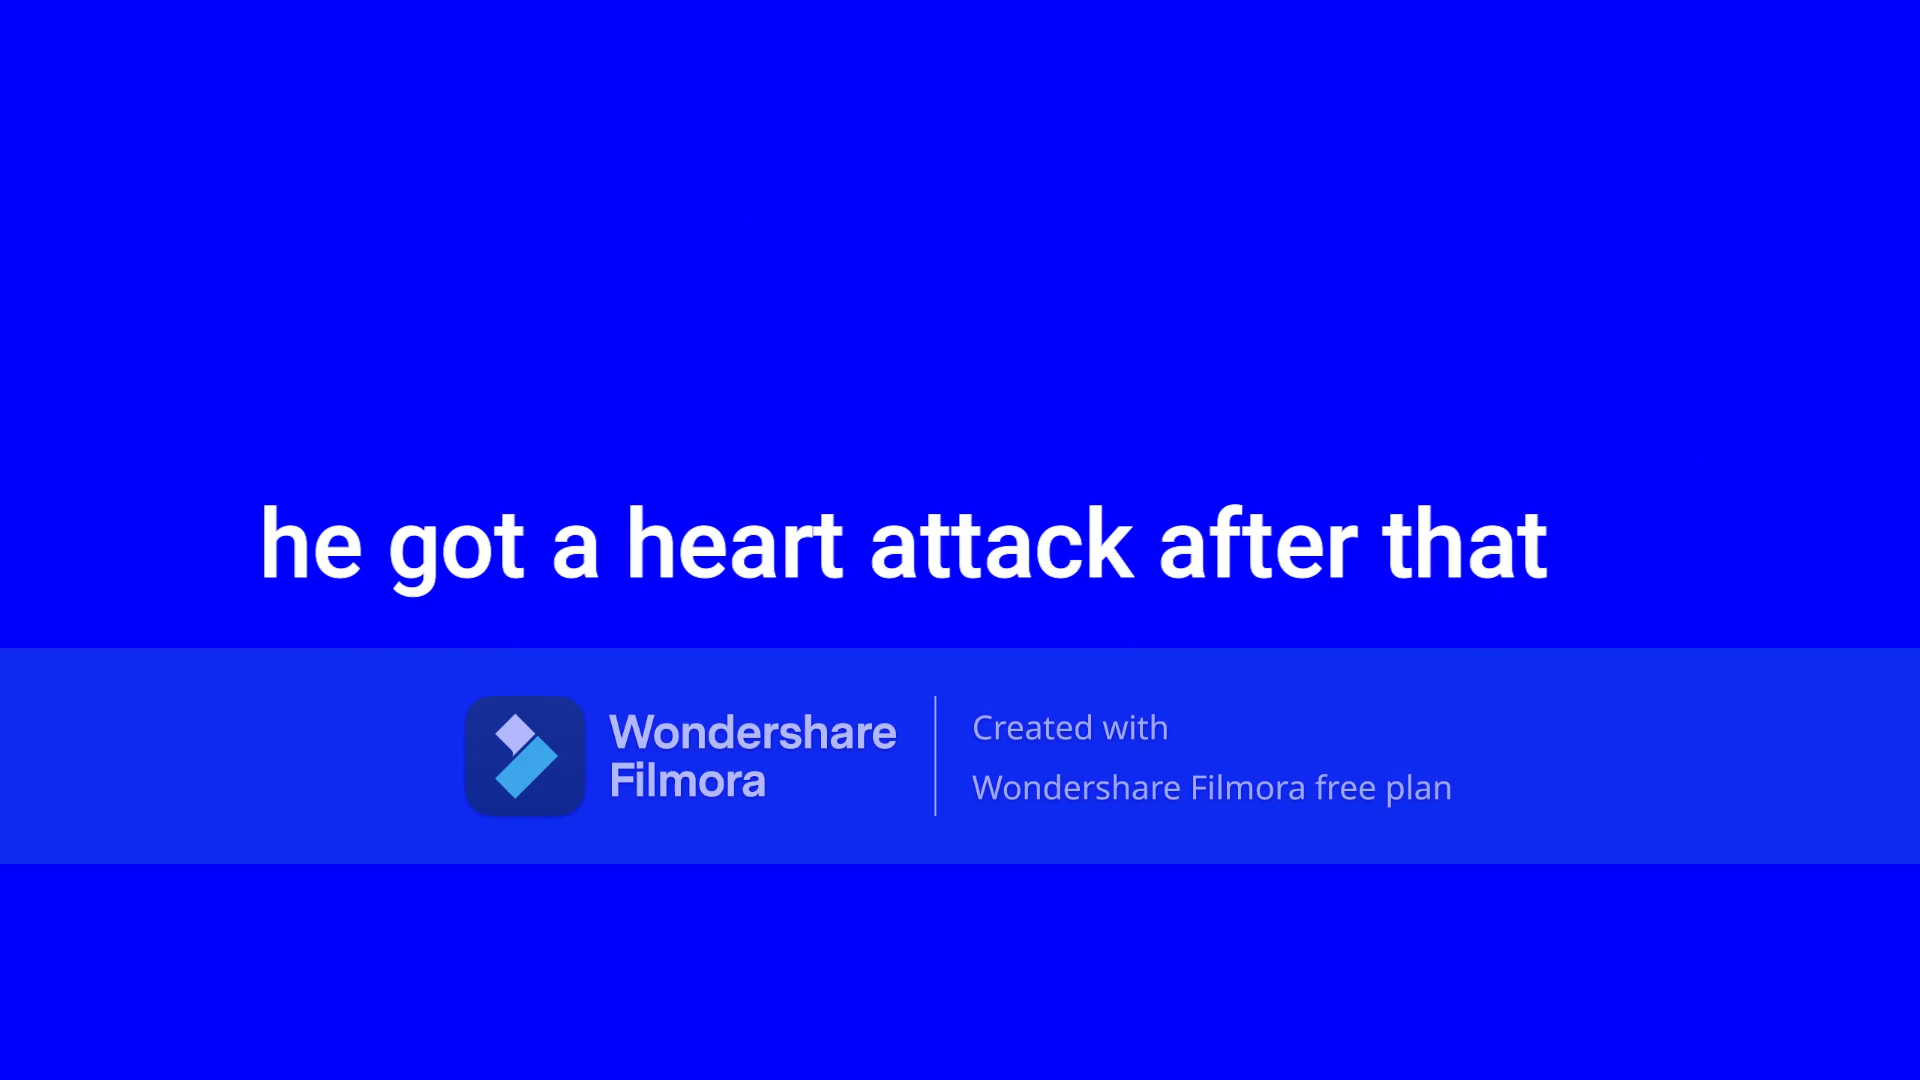 he got a heart attack after that
Wondershare
Filmora
Created with
Wondershare Filmora free plan